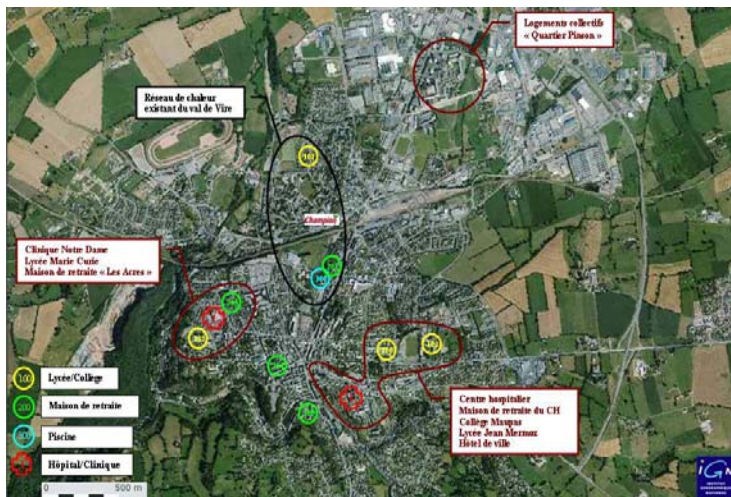 Logements collectifs
« Quartier Pinson »
Réseau de chaleur
existant du val de Vire
Clinique Notre Dame
Lycée Marie Curie
Maison de retraite « Les Acres »
Lycée/Collège
Maison de retraite
Piscine
Hôpital/Clinique
Centre hospitalier
Maison de retraite du CH
Collège Maupas
Lycée Jean Mermoz
Hôtel de ville
100
200
0
500 m
IGN